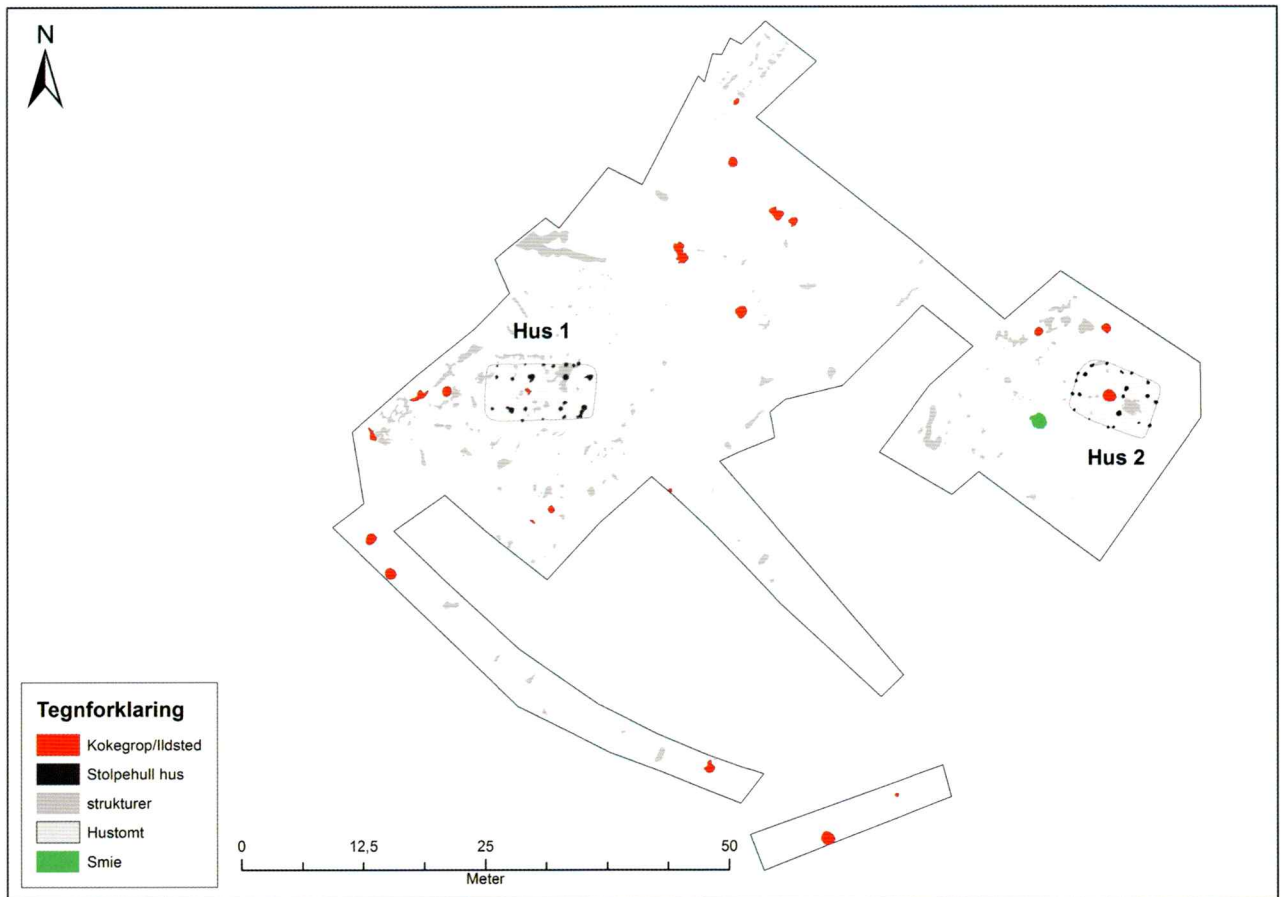 N
Hus 1
Hus 2
Tegnforklaring
Kokegrop/Ildsted
Stolpehull hus
strukturer
Hustomt
Smie
0 12,5 25 50
Meter